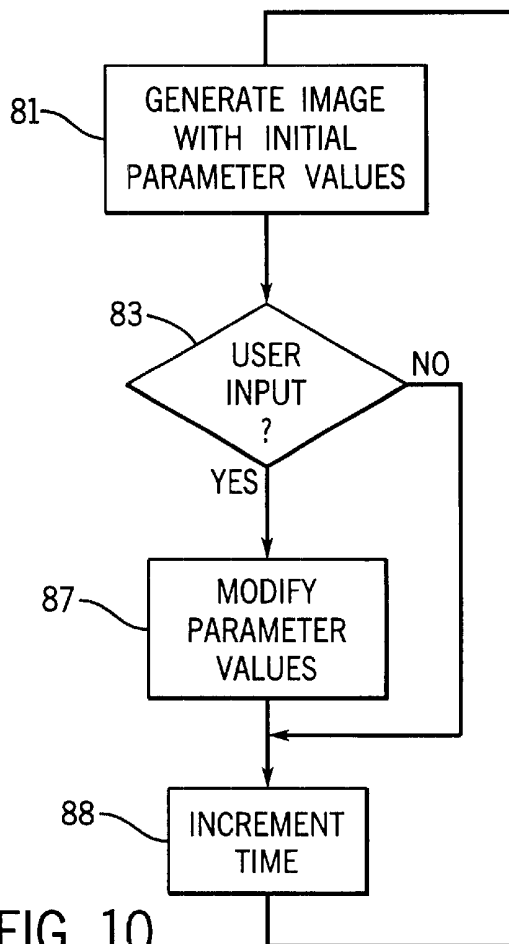 81
GENERATE IMAGE
WITH INITIAL
PARAMETER VALUES
83
USER
INPUT
?
NO
YES
87
MODIFY
PARAMETER
VALUES
88
INCREMENT
TIME
FIG. 10